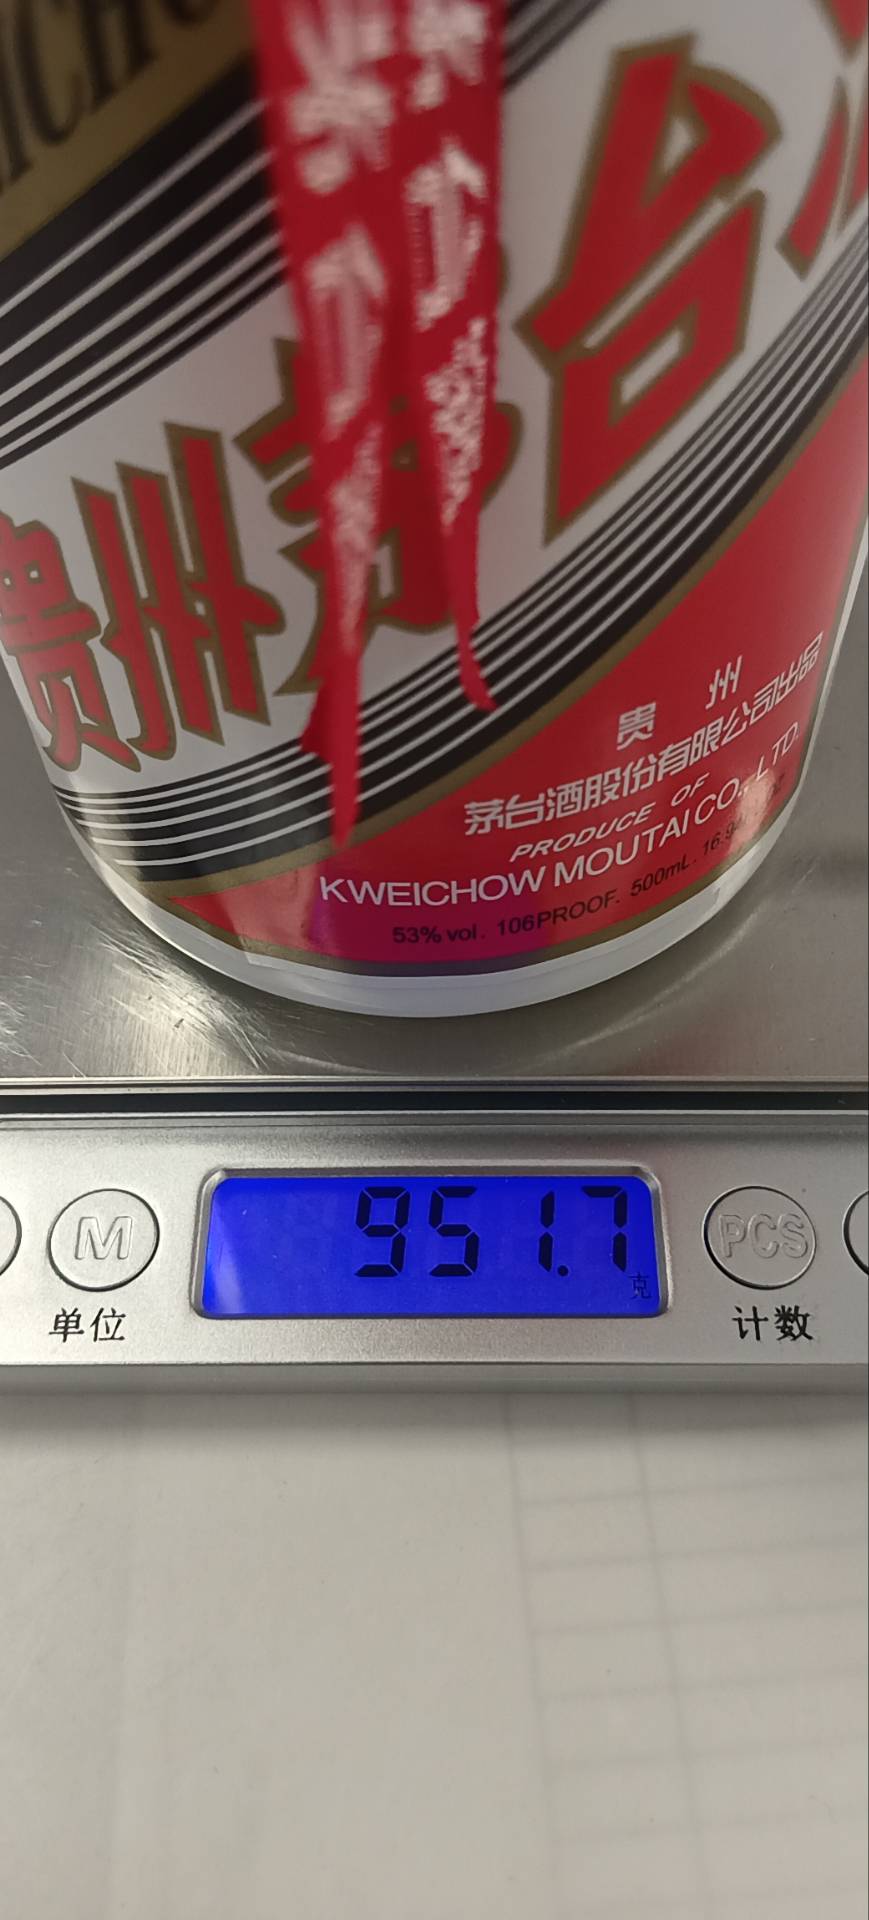 贵州茅台酒
贵州
茅台酒股份有限公司出品
PRODUCE OF
KWEICHOW MOUTAI CO., LTD.
53% vol. 106PROOF. 500mL.
951.7
克
M
PCS
单位
计数